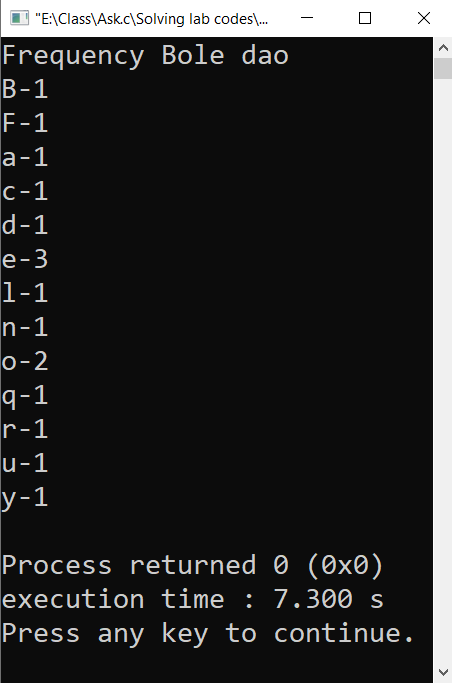 "E:\Class\Ask.c\Solving lab codes\...
Frequency Bole dao
B-1
F-1
a-1
c-1
d-1
e-3
l-1
n-1
o-2
q-1
r-1
u-1
y-1
Process returned 0 (0x0)
execution time : 7.300 s
Press any key to continue.